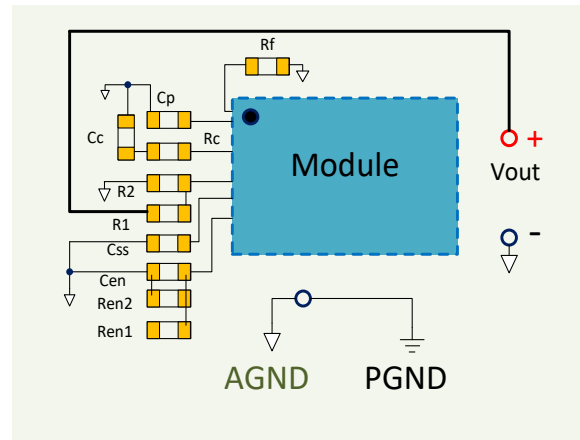 Rf
Cp
Cc
Rc
Module
+
Vout
-
R2
R1
Css
Cen
Ren2
Ren1
AGND
PGND